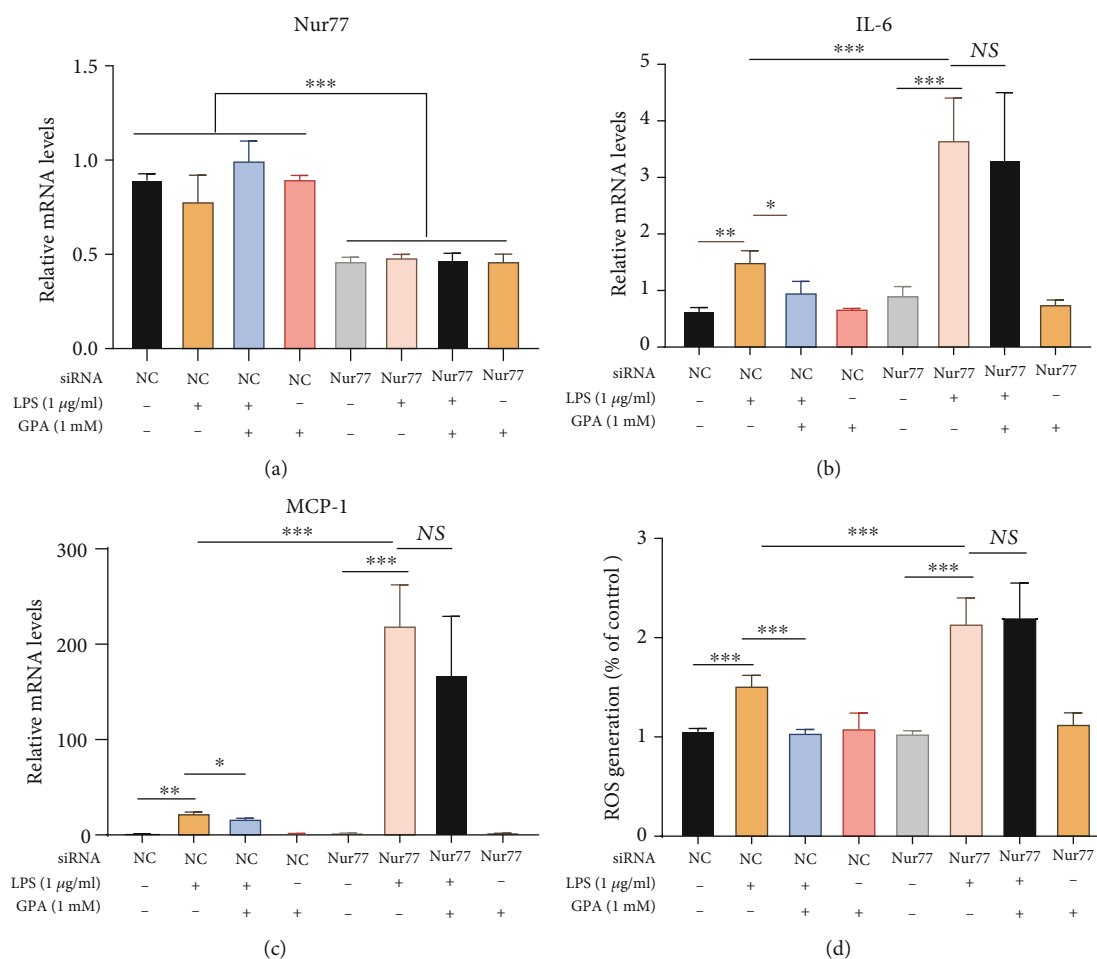 Nur77
***
1.5
1.0
0.5
0.0
Relative mRNA levels
siRNA NC NC NC NC Nur77 Nur77 Nur77 Nur77
LPS (1 μg/ml) – + + – – + + –
GPA (1 mM) – – + + – – + +
(a)
IL-6
*** NS
***
** *
5
4
3
2
1
0
Relative mRNA levels
siRNA NC NC NC NC Nur77 Nur77 Nur77 Nur77
LPS (1 μg/ml) – + + – – + + –
GPA (1 mM) – – + + – – + +
(b)
MCP-1
*** NS
***
** *
300
200
100
0
Relative mRNA levels
siRNA NC NC NC NC Nur77 Nur77 Nur77 Nur77
LPS (1 μg/ml) – + + – – + + –
GPA (1 mM) – – + + – – + +
(c)
*** NS
***
*** ***
3
2
1
0
ROS generation (% of control )
siRNA NC NC NC NC Nur77 Nur77 Nur77 Nur77
LPS (1 μg/ml) – + + – – + + –
GPA (1 mM) – – + + – – + +
(d)